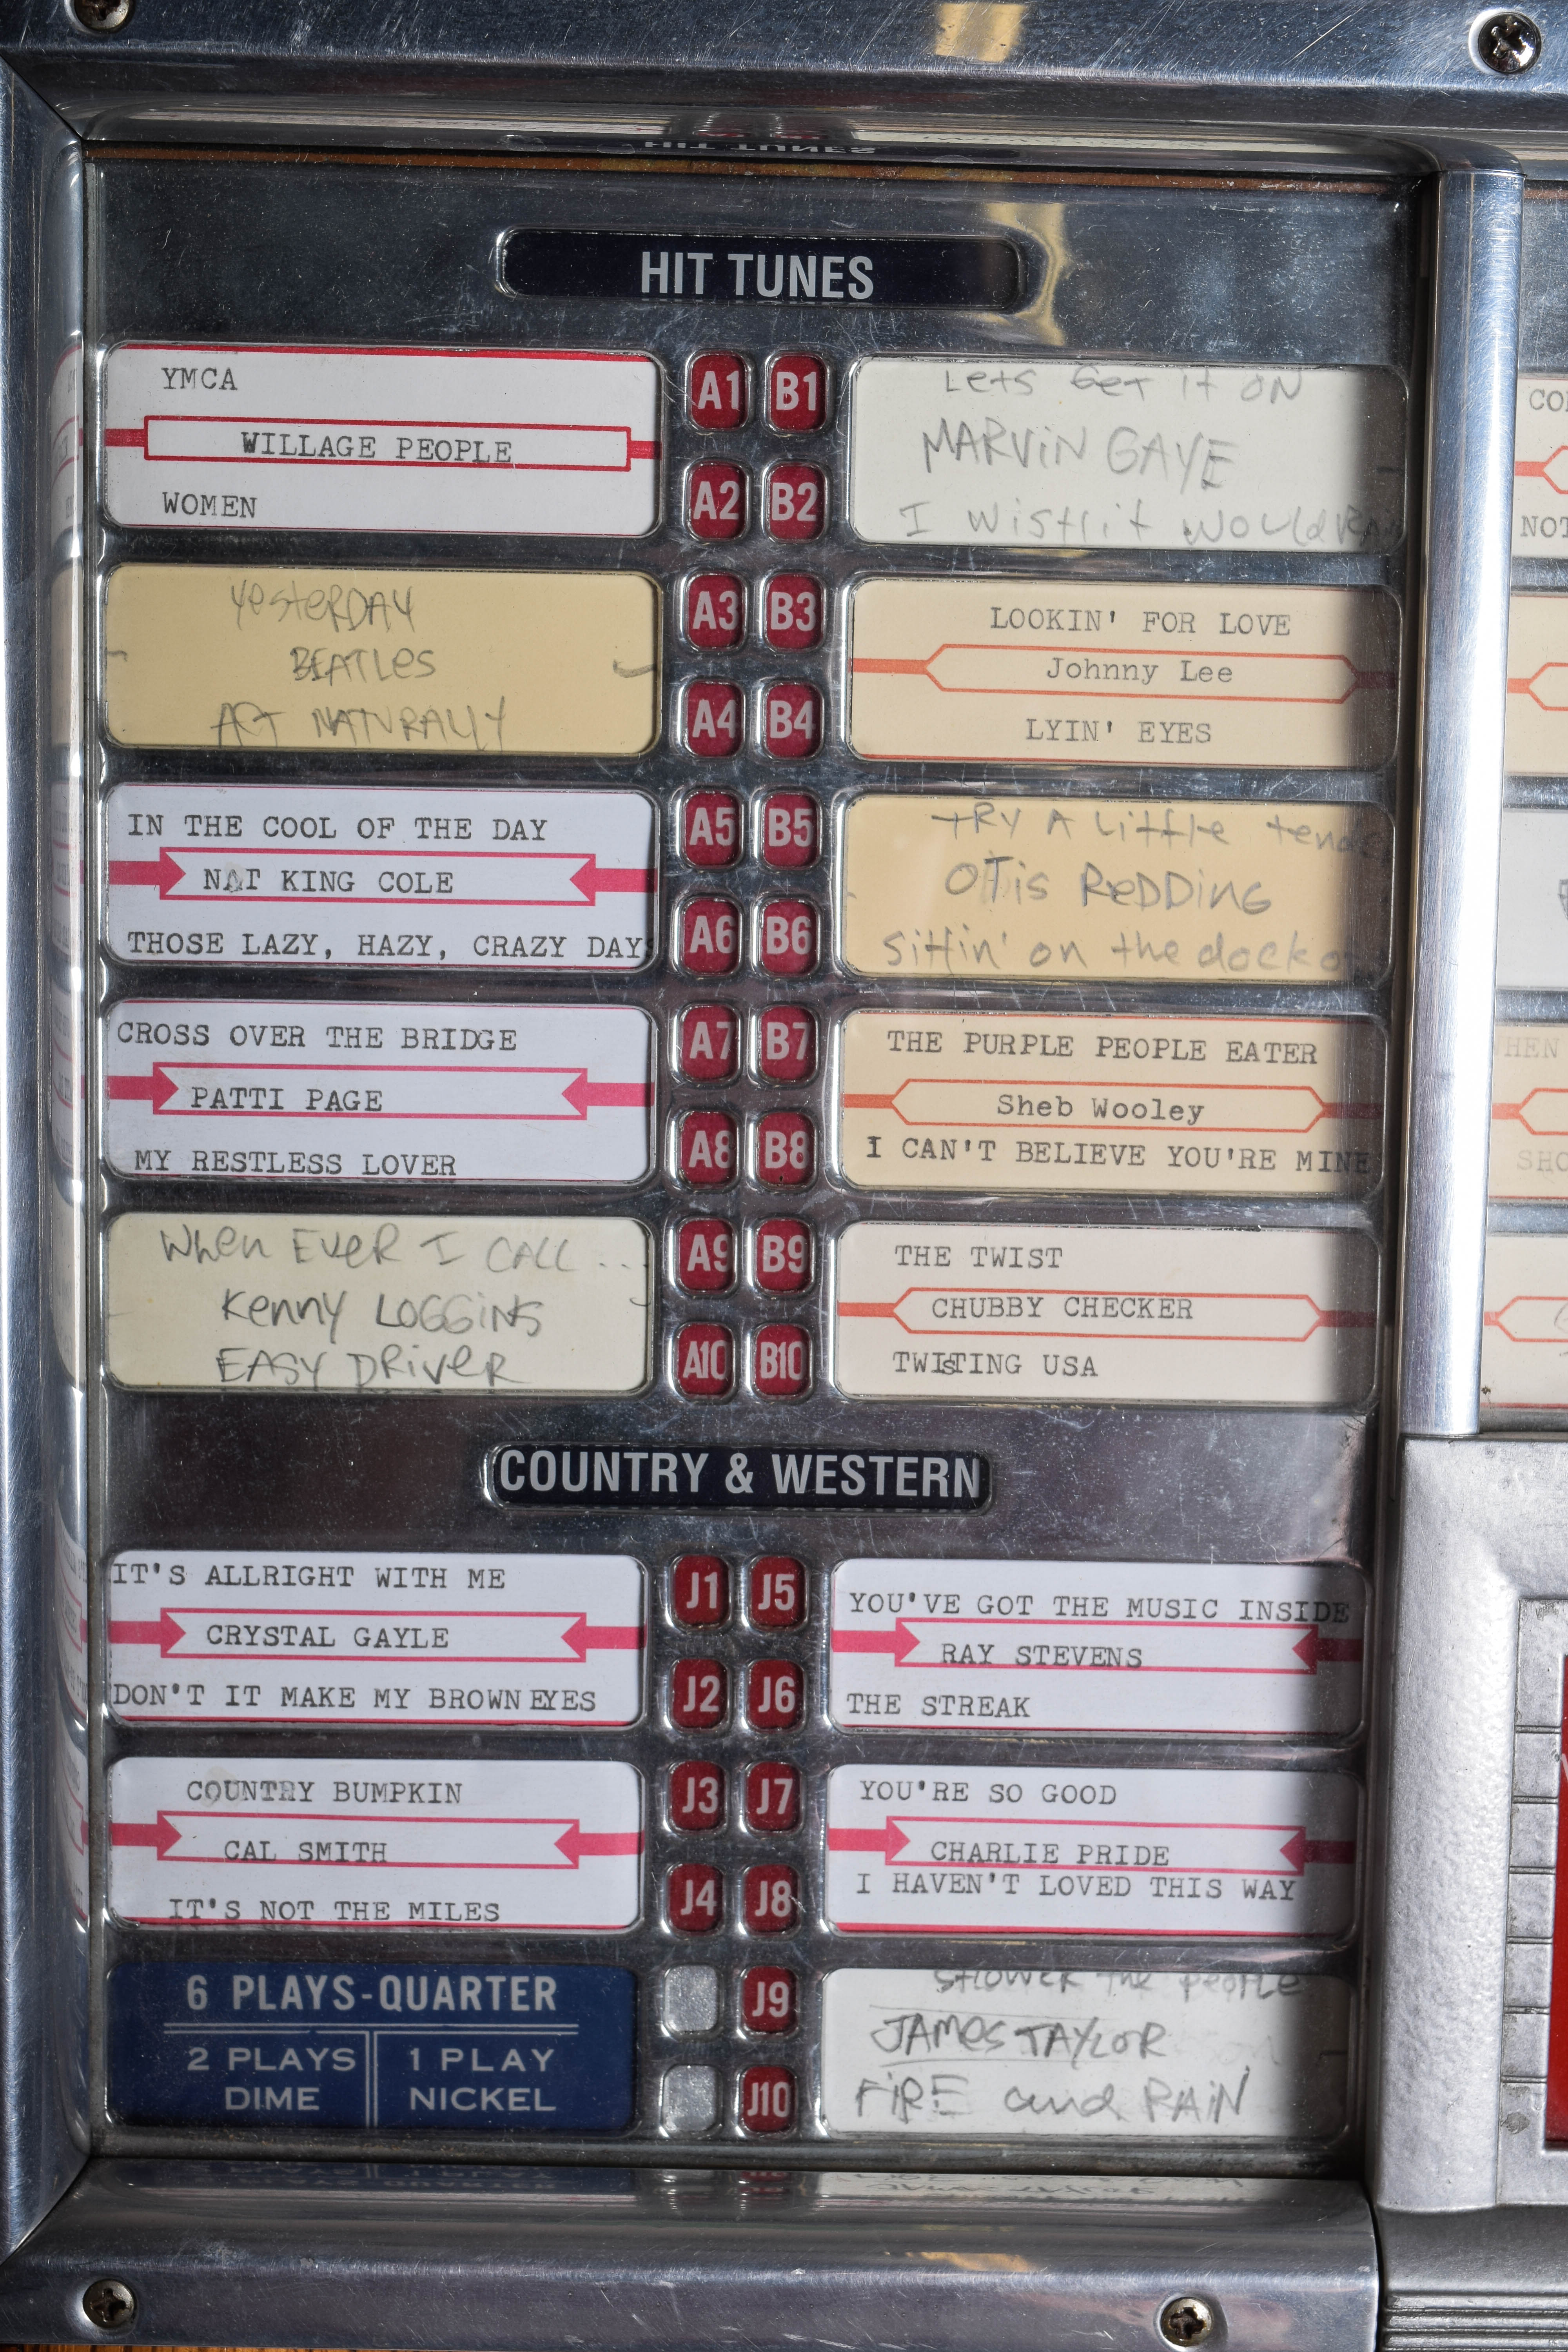 HIT TUNES
YMCA
WILLAGE PEOPLE
WOMEN
A1 B1
A2 B2
Lets Get it ON
MARVIN GAYE
I Wish it would
YesterDAY
BEATLES
ACT NATURALLY
A3 B3
A4 B4
LOOKIN' FOR LOVE
Johnny Lee
LYIN' EYES
IN THE COOL OF THE DAY
NAT KING COLE
THOSE LAZY, HAZY, CRAZY DAYS
A5 B5
A6 B6
tRY A Little tend
OTis ReDDing
Sittin' on the dock o
CROSS OVER THE BRIDGE
PATTI PAGE
MY RESTLESS LOVER
A7 B7
A8 B8
THE PURPLE PEOPLE EATER
Sheb Wooley
I CAN'T BELIEVE YOU'RE MINE
When EveR I CALL...
Kenny LOGGiNS
EASY DRiveR
A9 B9
A10 B10
THE TWIST
CHUBBY CHECKER
TWISTING USA
COUNTRY & WESTERN
IT'S ALLRIGHT WITH ME
CRYSTAL GAYLE
DON'T IT MAKE MY BROWN EYES
J1 J5
J2 J6
YOU'VE GOT THE MUSIC INSIDE
RAY STEVENS
THE STREAK
COUNTRY BUMPKIN
CAL SMITH
IT'S NOT THE MILES
J3 J7
J4 J8
YOU'RE SO GOOD
CHARLIE PRIDE
I HAVEN'T LOVED THIS WAY
6 PLAYS-QUARTER
2 PLAYS DIME
1 PLAY NICKEL
J9
J10
SHOWER the people
JAMES TAYLOR
FiRE and RAiN